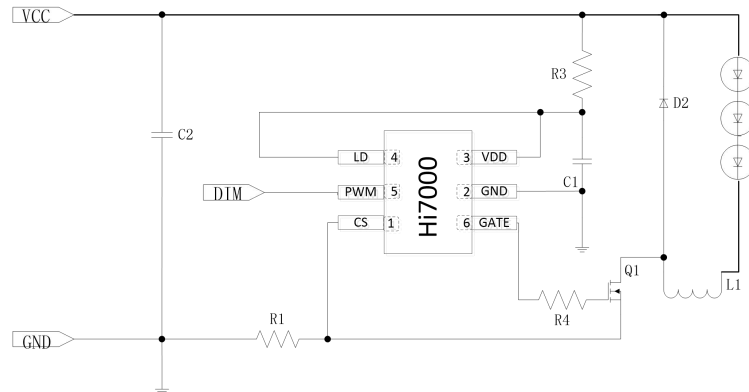 VCC
R3
D2
C2
LD 4
3 VDD
DIM
PWM 5
Hi7000
2 GND
C1
CS 1
6 GATE
Q1
L1
R4
R1
GND